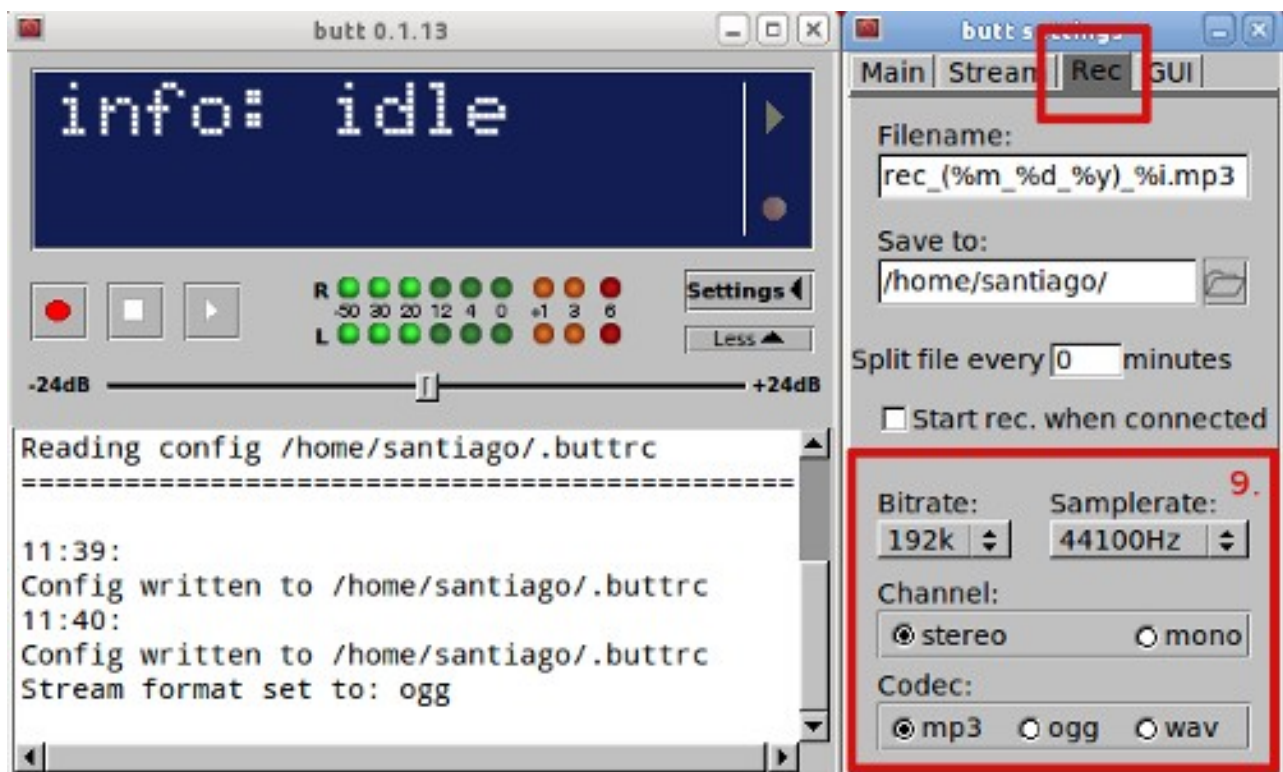 butt 0.1.13
info: idle
R
-50 30 20 12 4 0 +1 3 6
L
Settings
Less
-24dB +24dB
Reading config /home/santiago/.buttrc
============================================
11:39:
Config written to /home/santiago/.buttrc
11:40:
Config written to /home/santiago/.buttrc
Stream format set to: ogg
butt settings
Main Stream Rec GUI
Filename:
rec_(%m_%d_%y)_%i.mp3
Save to:
/home/santiago/
Split file every 0 minutes
Start rec. when connected
9.
Bitrate: Samplerate:
192k 44100Hz
Channel:
stereo mono
Codec:
mp3 ogg wav